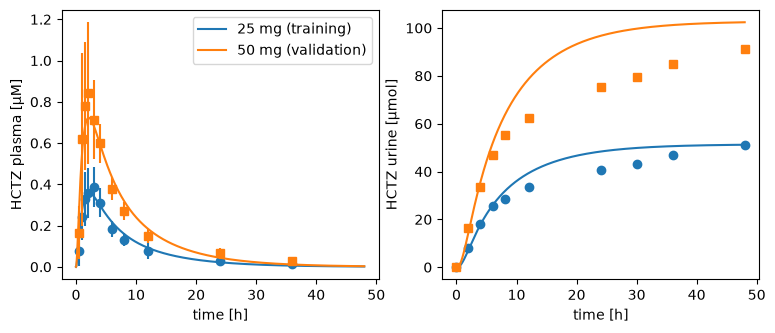 HCTZ plasma [µM]
1.2
1.0
0.8
0.6
0.4
0.2
0.0
25 mg (training)
50 mg (validation)
0 10 20 30 40 50
time [h]
HCTZ urine [µmol]
100
80
60
40
20
0
0 10 20 30 40 50
time [h]